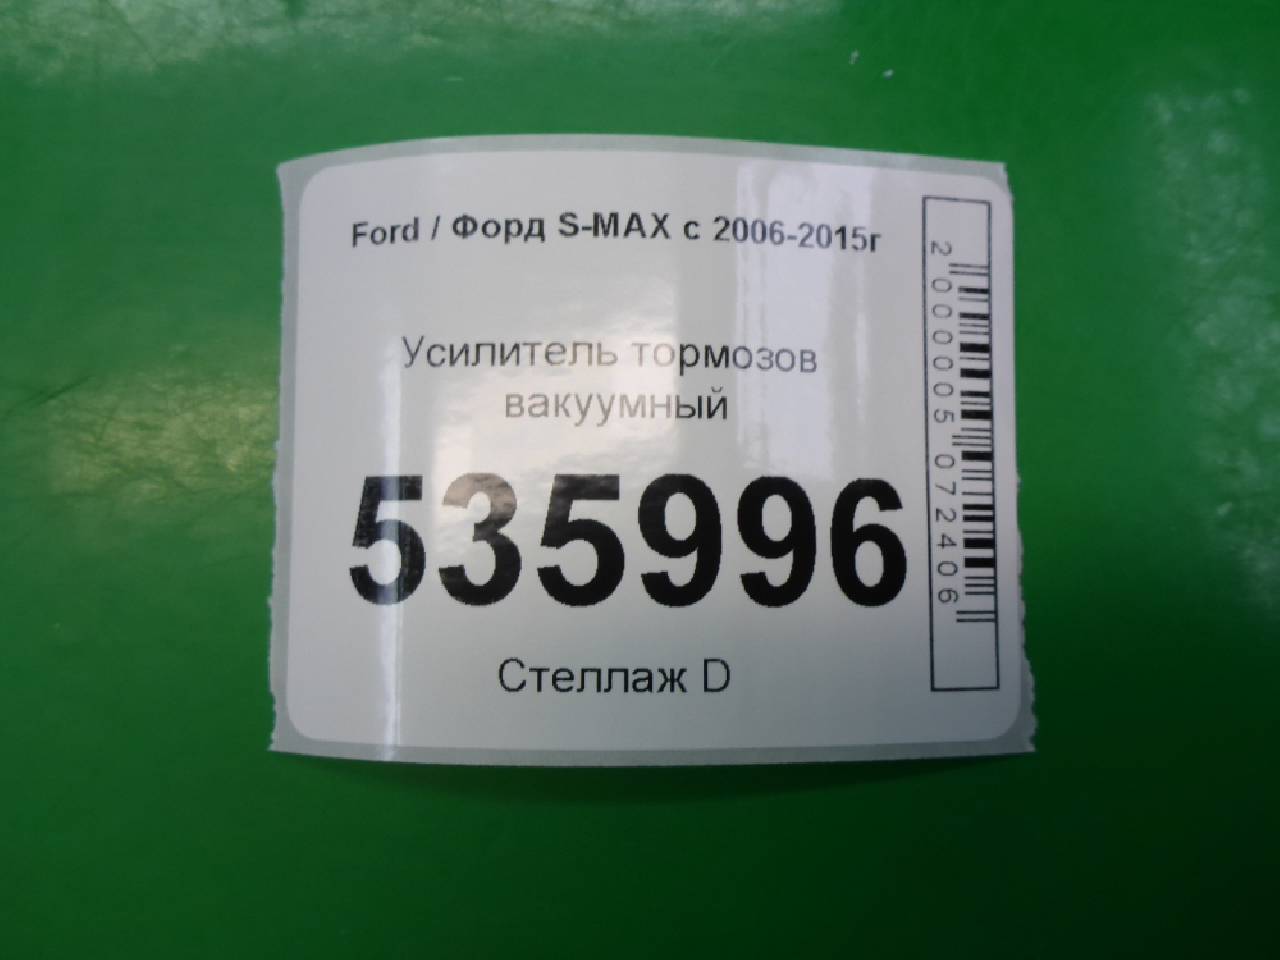 Ford / Форд S-MAX с 2006-2015г
Усилитель тормозов
вакуумный
535996
Стеллаж D
2000005072406